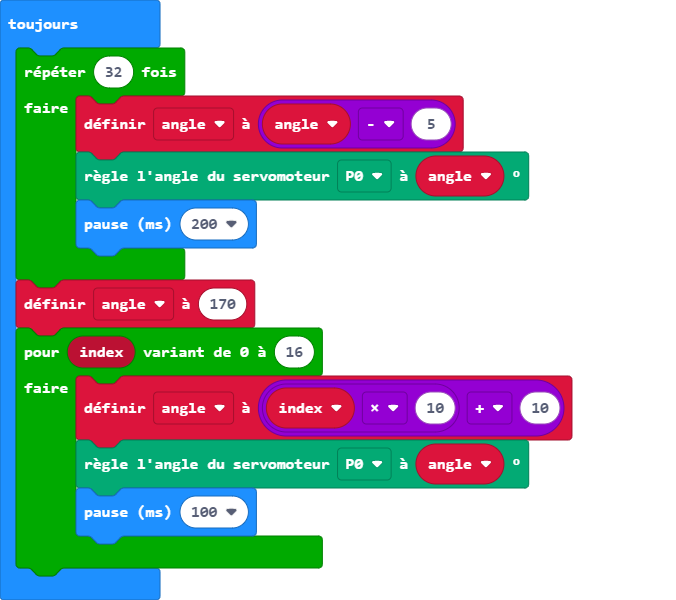 toujours
répéter 32 fois
faire
définir angle à angle - 5
règle l'angle du servomoteur P0 à angle °
pause (ms) 200
définir angle à 170
pour index variant de 0 à 16
faire
définir angle à index × 10 + 10
règle l'angle du servomoteur P0 à angle °
pause (ms) 100